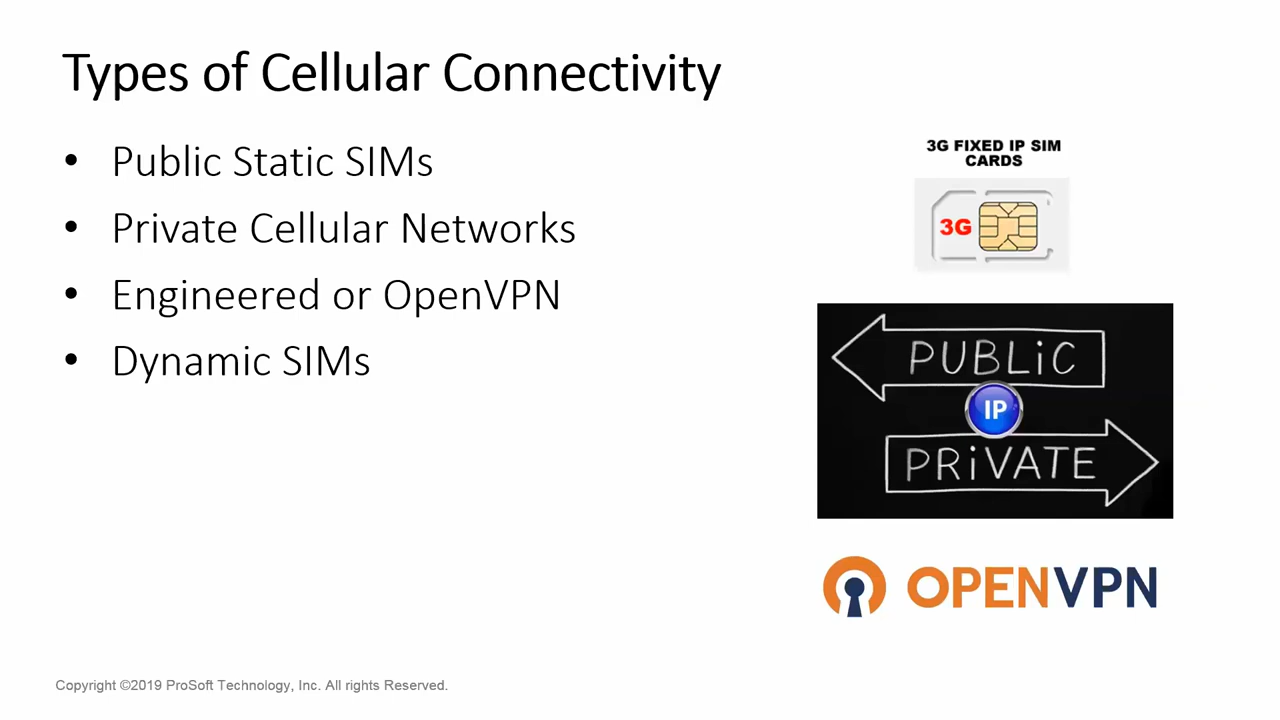 Types of Cellular Connectivity
• Public Static SIMs
• Private Cellular Networks
• Engineered or OpenVPN
• Dynamic SIMs
3G FIXED IP SIM
CARDS
3G
PUBLiC
IP
PRiVATE
OPENVPN
Copyright ©2019 ProSoft Technology, Inc. All rights Reserved.